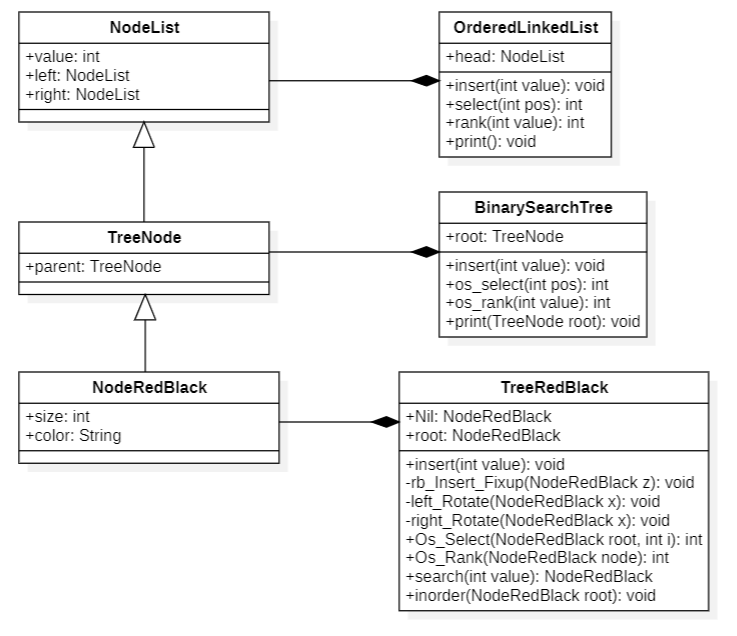 NodeList
+value: int
+left: NodeList
+right: NodeList
OrderedLinkedList
+head: NodeList
+insert(int value): void
+select(int pos): int
+rank(int value): int
+print(): void
TreeNode
+parent: TreeNode
BinarySearchTree
+root: TreeNode
+insert(int value): void
+os_select(int pos): int
+os_rank(int value): int
+print(TreeNode root): void
NodeRedBlack
+size: int
+color: String
TreeRedBlack
+Nil: NodeRedBlack
+root: NodeRedBlack
+insert(int value): void
-rb_Insert_Fixup(NodeRedBlack z): void
-left_Rotate(NodeRedBlack x): void
-right_Rotate(NodeRedBlack x): void
+Os_Select(NodeRedBlack root, int i): int
+Os_Rank(NodeRedBlack node): int
+search(int value): NodeRedBlack
+inorder(NodeRedBlack root): void